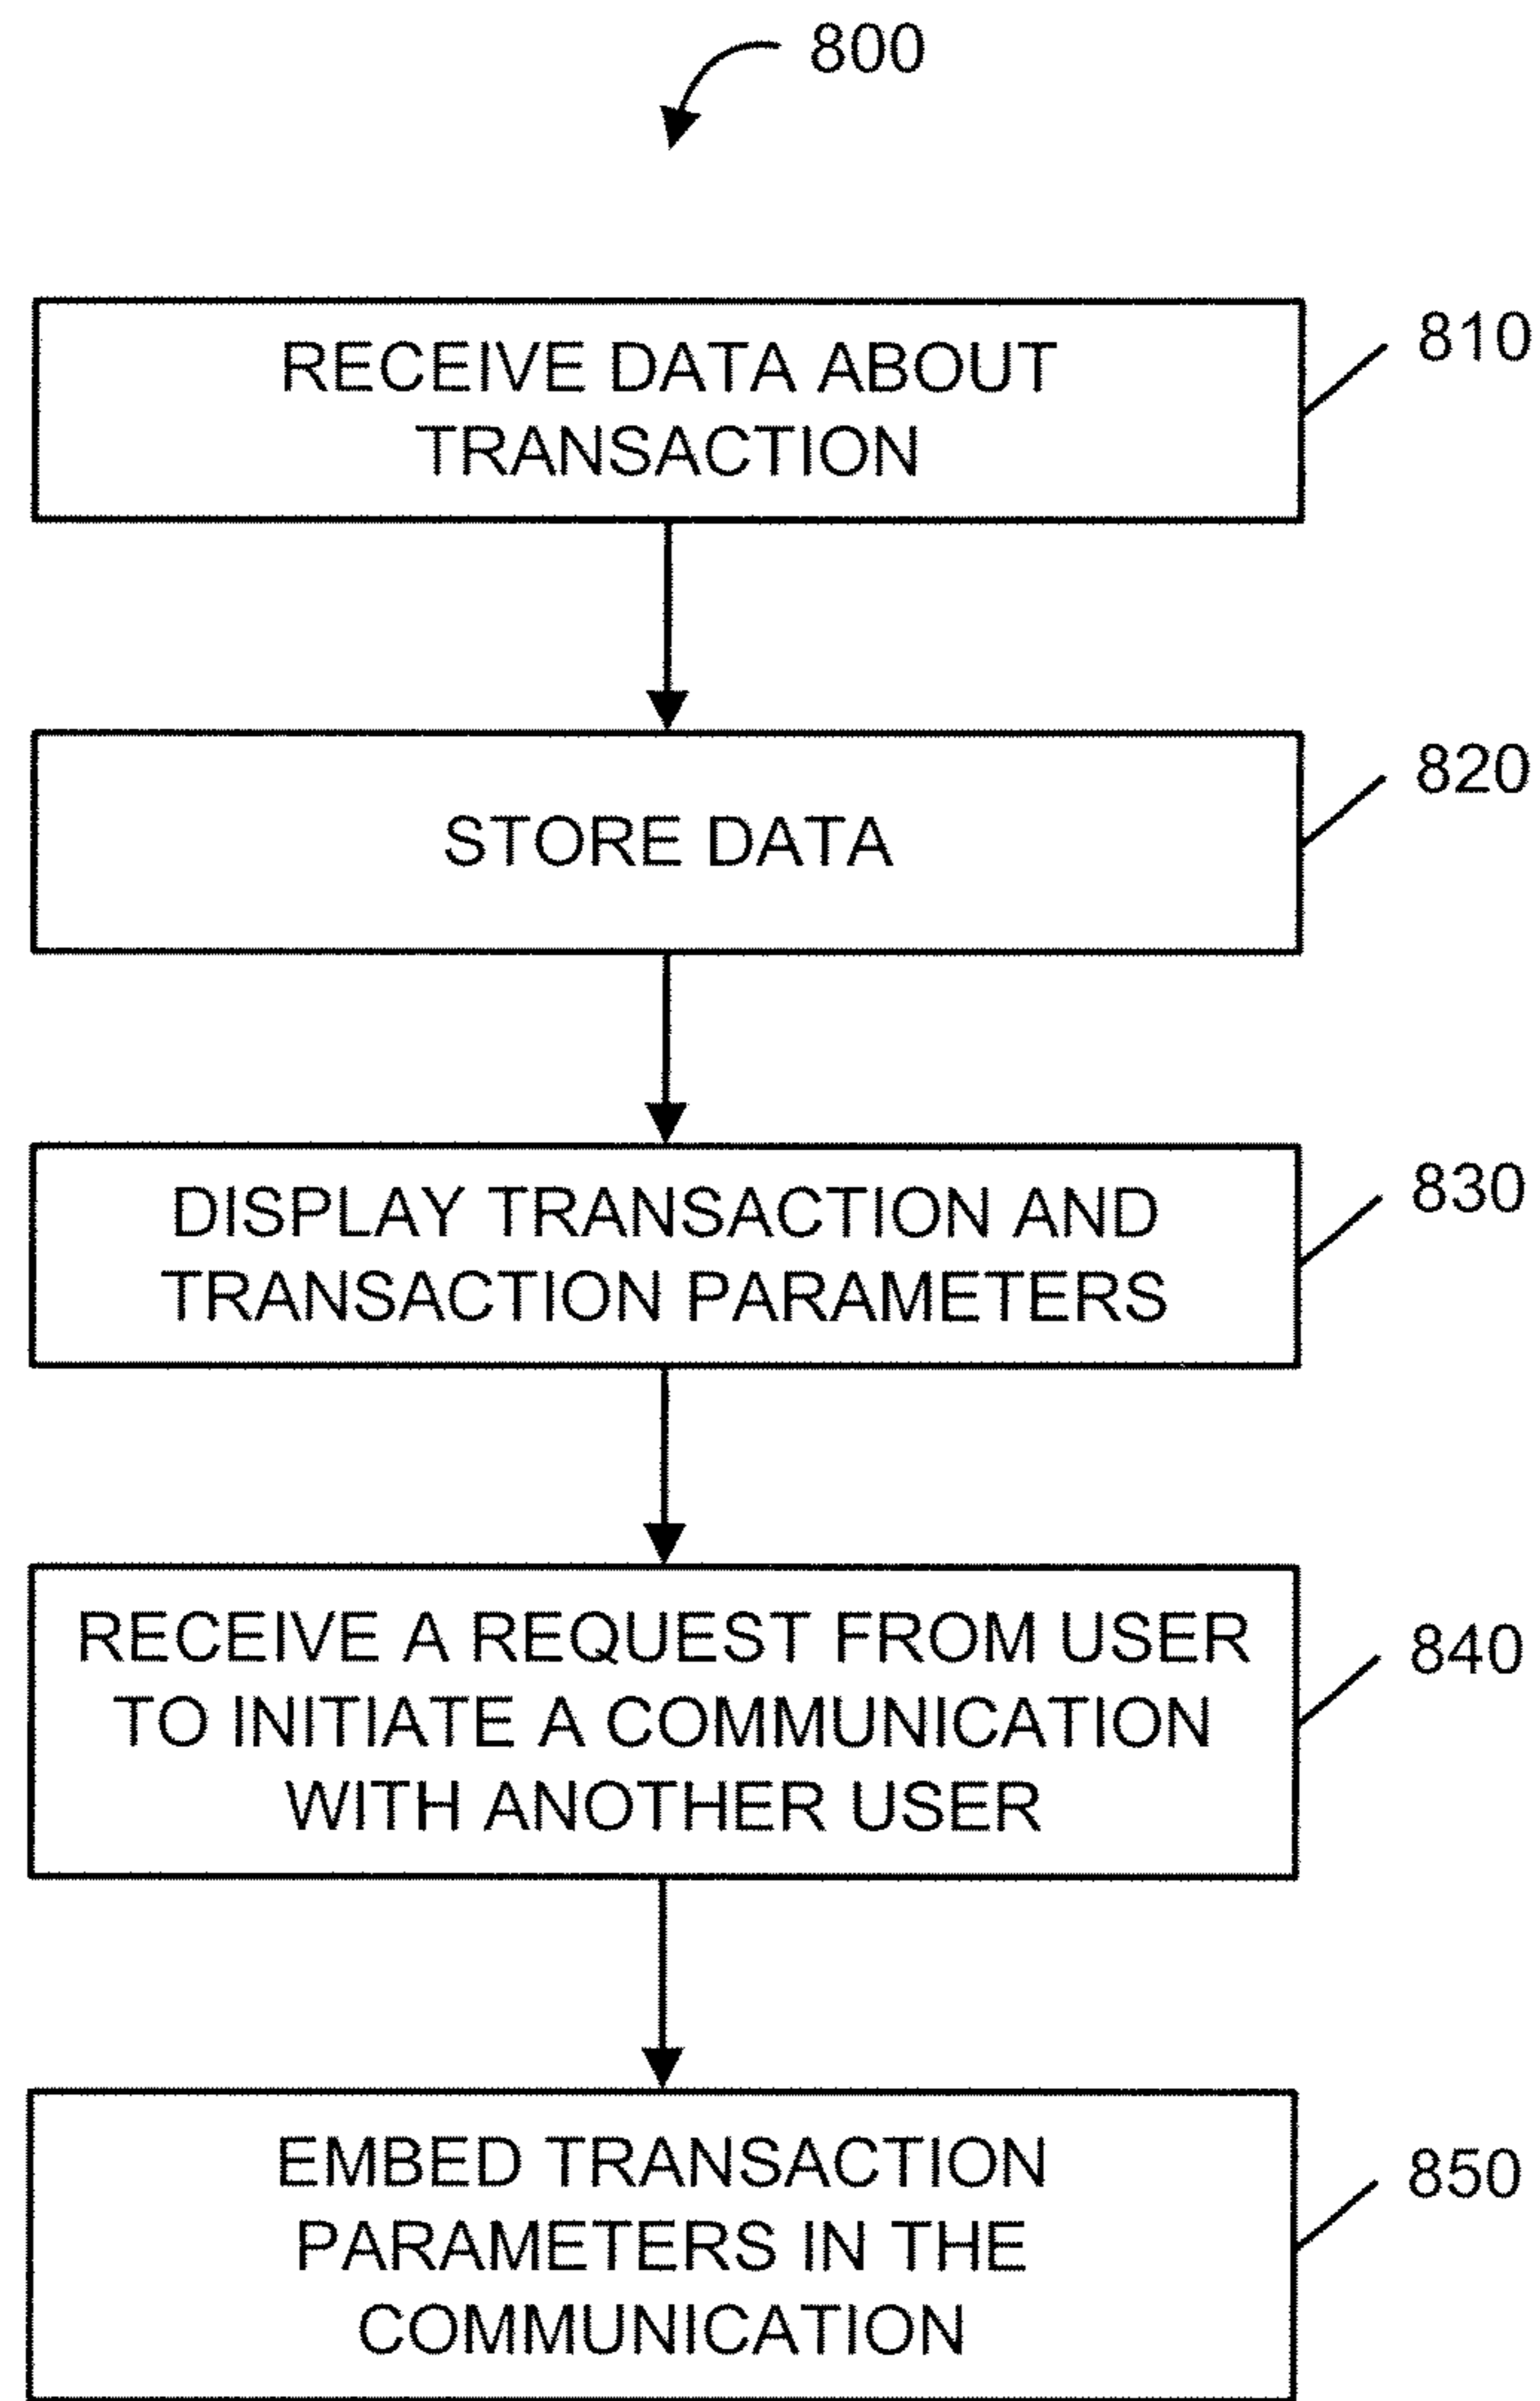 800
RECEIVE DATA ABOUT
TRANSACTION
810
STORE DATA
820
DISPLAY TRANSACTION AND
TRANSACTION PARAMETERS
830
RECEIVE A REQUEST FROM USER
TO INITIATE A COMMUNICATION
WITH ANOTHER USER
840
EMBED TRANSACTION
PARAMETERS IN THE
COMMUNICATION
850